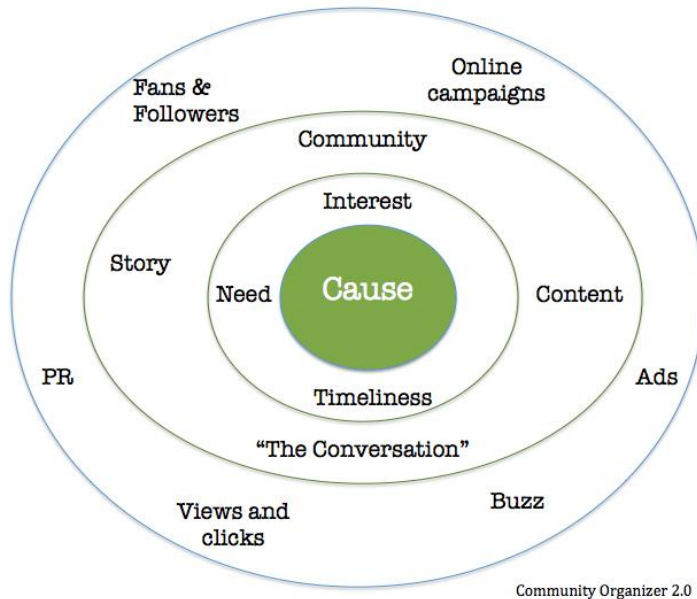 Online
campaigns
Fans &
Followers
Community
Interest
Story
Need
Cause
Content
PR
Ads
Timeliness
“The Conversation”
Views and
clicks
Buzz
Community Organizer 2.0